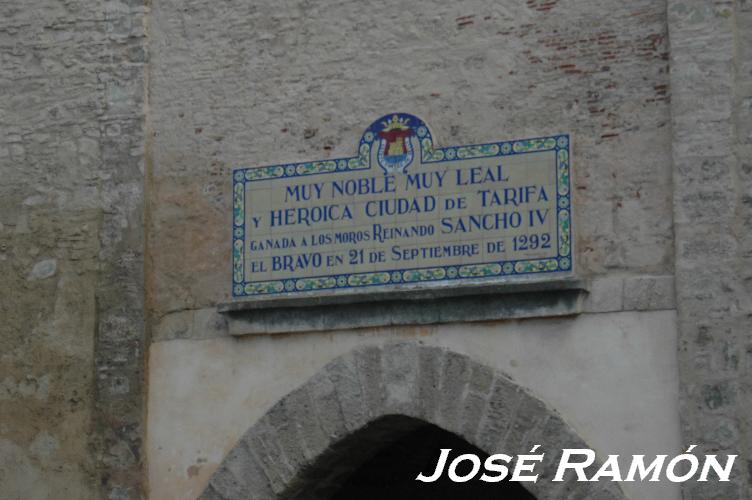 MUY NOBLE MUY LEAL
Y HEROICA CIUDAD DE TARIFA
GANADA A LOS MOROS REINANDO SANCHO IV
EL BRAVO EN 21 DE SEPTIEMBRE DE 1292
JOSÉ RAMÓN